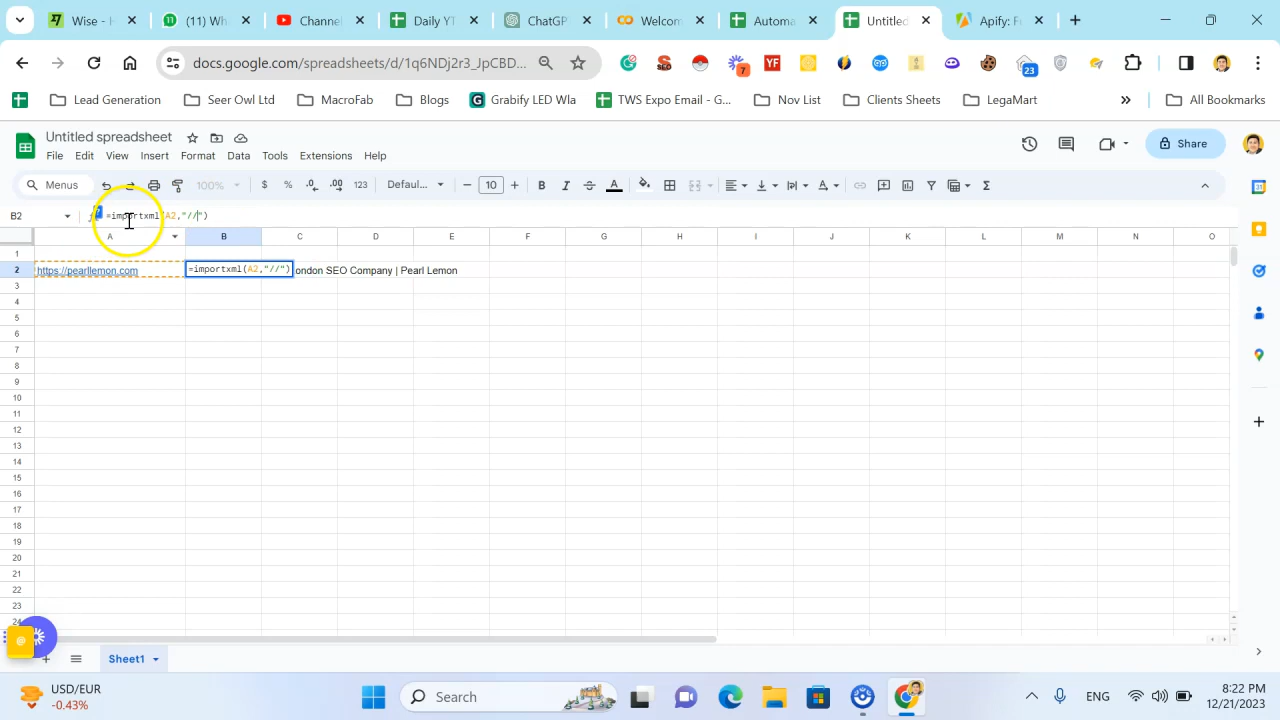 Wise - H
(11) Wh
Channel
Daily YT
ChatGP
Welcom
Automa
Untitled
Apify: Fu
docs.google.com/spreadsheets/d/1q6NDj2r3_JpCBD...
7
23
Lead Generation
Seer Owl Ltd
MacroFab
Blogs
Grabify LED Wla
TWS Expo Email - G...
Nov List
Clients Sheets
LegaMart
All Bookmarks
Untitled spreadsheet
File Edit View Insert Format Data Tools Extensions Help
Share
Menus
100%
$ % .0 .00 123
Defaul...
10
B I A
B2
=importxml(A2,"//")
A B C D E F G H I J K L M N O
1
2 https://pearllemon.com =importxml(A2,"//") ondon SEO Company | Pearl Lemon
3
4
5
6
7
8
9
10
11
12
13
14
15
16
17
18
19
20
21
22
23
24
Sheet1
USD/EUR
-0.43%
Search
ENG
8:22 PM
12/21/2023